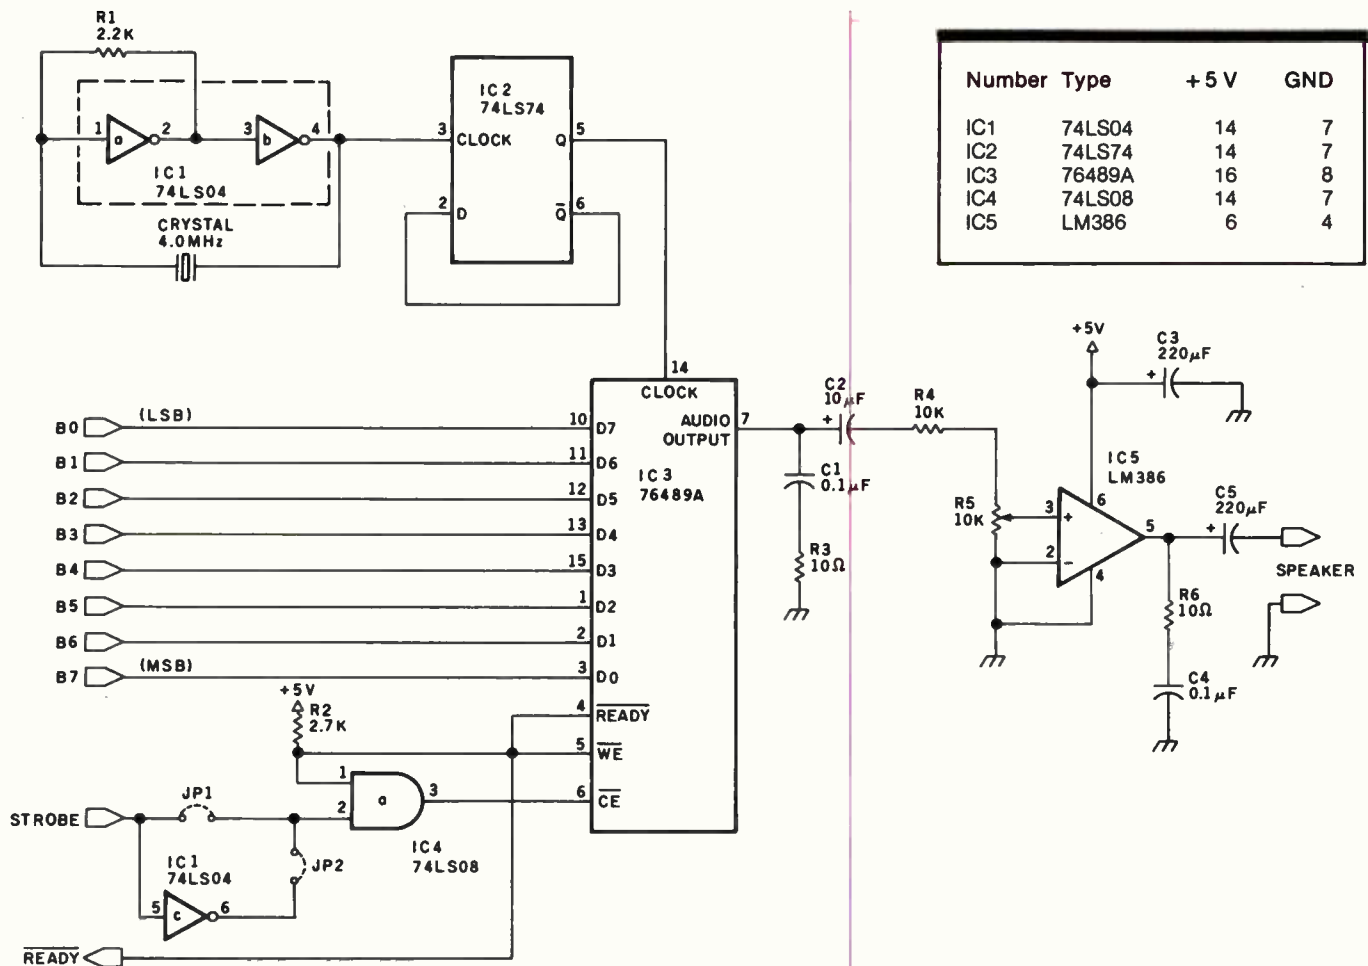 R1
2.2K
1
a
2
3
b
4
IC1
74LS04
CRYSTAL
4.0MHz
IC2
74LS74
3
CLOCK
Q
5
2
D
Q̅
6
Number Type +5 V GND
IC1 74LS04 14 7
IC2 74LS74 14 7
IC3 76489A 16 8
IC4 74LS08 14 7
IC5 LM386 6 4
14
CLOCK
AUDIO
OUTPUT
7
IC3
76489A
B0 (LSB) 10 D7
B1 11 D6
B2 12 D5
B3 13 D4
B4 15 D3
B5 1 D2
B6 2 D1
B7 (MSB) 3 D0
4 R̅E̅A̅D̅Y̅
5 W̅E̅
6 C̅E̅
+5V
R2
2.7K
1
2
a
3
IC4
74LS08
STROBE
JP1
JP2
IC1
74LS04
5
c
6
R̅E̅A̅D̅Y̅
C2
10µF
+
R4
10K
C1
0.1µF
R3
10Ω
R5
10K
+5V
C3
220µF
+
IC5
LM386
6
3
+
2
−
4
5
C5
220µF
+
SPEAKER
R6
10Ω
C4
0.1µF